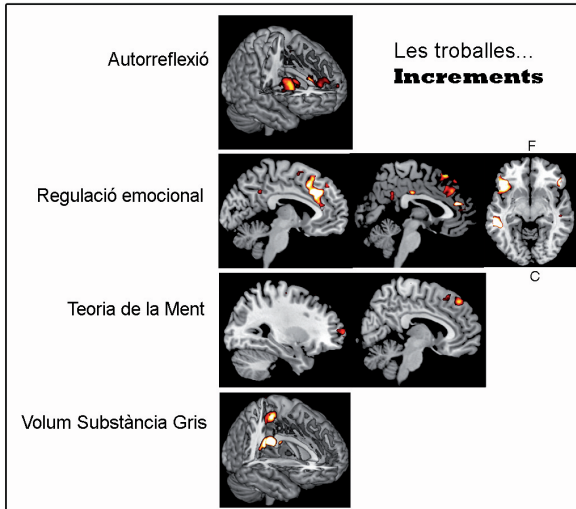 Autorreflexió
Les troballes...
Increments
F
Regulació emocional
C
Teoria de la Ment
Volum Substància Gris